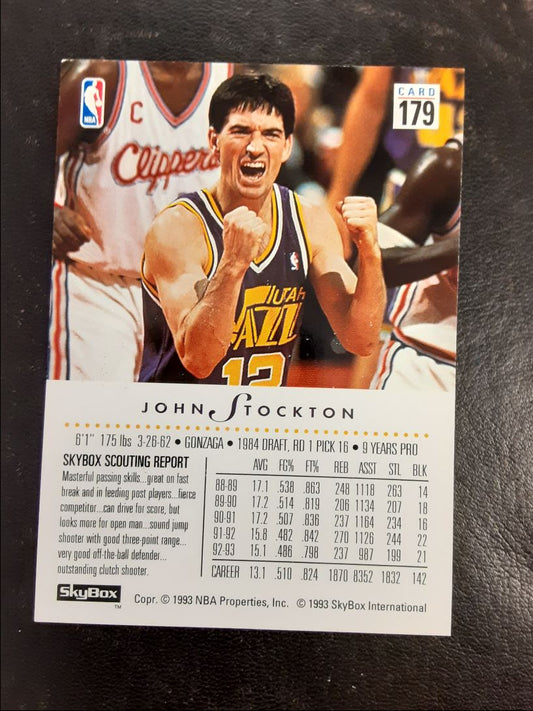 NBA
CARD
179
C
Clippers
UTAH
JAZZ
12
JOHN STOCKTON
6'1" 175 lbs 3-26-62 • GONZAGA • 1984 DRAFT, RD 1 PICK 16 • 9 YEARS PRO
SKYBOX SCOUTING REPORT
Masterful passing skills...great on fast
break and in feeding post players...fierce
competitor...can drive for score, but
looks more for open man...sound jump
shooter with good three-point range...
very good off-the-ball defender...
outstanding clutch shooter.
AVG FG% FT% REB ASST STL BLK
88-89 17.1 .538 .863 248 1118 263 14
89-90 17.2 .514 .819 206 1134 207 18
90-91 17.2 .507 .836 237 1164 234 16
91-92 15.8 .482 .842 270 1126 244 22
92-93 15.1 .486 .798 237 987 199 21
CAREER 13.1 .510 .824 1870 8352 1832 142
SkyBox
TM
Copr. © 1993 NBA Properties, Inc. © 1993 SkyBox International